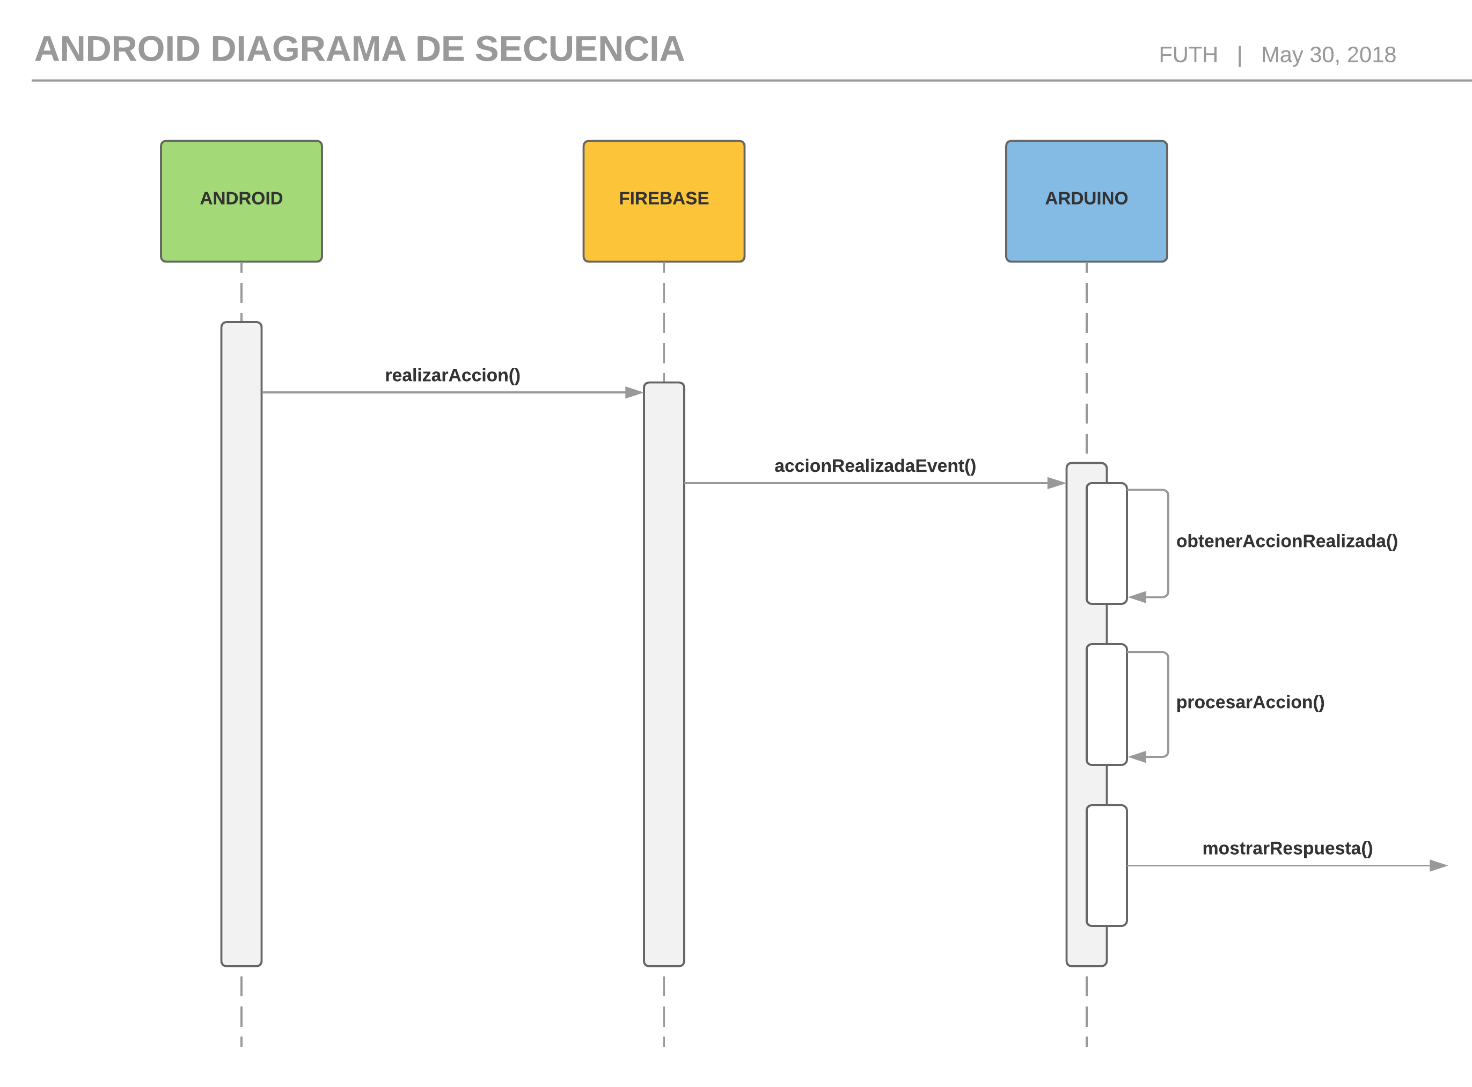 ANDROID DIAGRAMA DE SECUENCIA
FUTH | May 30, 2018
ANDROID
FIREBASE
ARDUINO
realizarAccion()
accionRealizadaEvent()
obtenerAccionRealizada()
procesarAccion()
mostrarRespuesta()